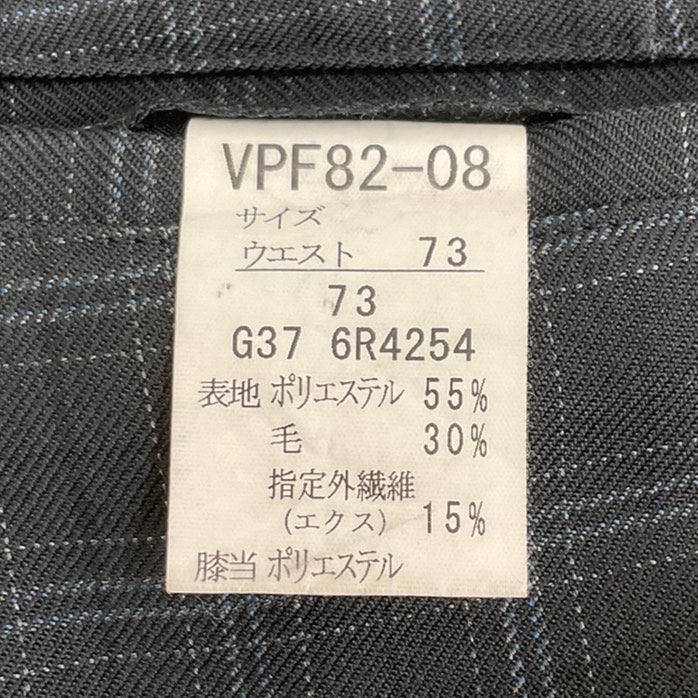 VPF82-08
サイズ
ウエスト 73
73
G37 6R4254
表地 ポリエステル 55%
毛 30%
指定外繊維
(エクス) 15%
膝当 ポリエステル